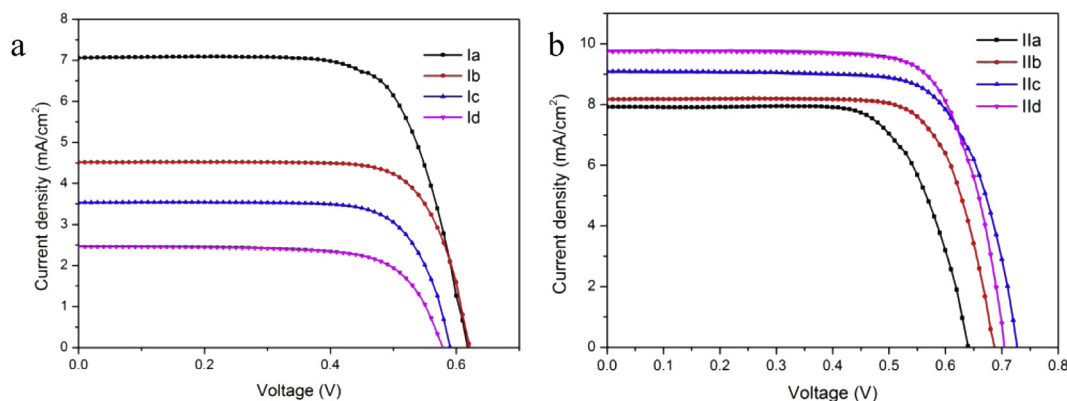 a
8
7
6
5
4
3
2
1
0
Current density (mA/cm²)
0.0
0.2
0.4
0.6
Voltage (V)
Ia
Ib
Ic
Id
b
10
8
6
4
2
0
Current density (mA/cm²)
0.0
0.1
0.2
0.3
0.4
0.5
0.6
0.7
0.8
Voltage (V)
IIa
IIb
IIc
IId